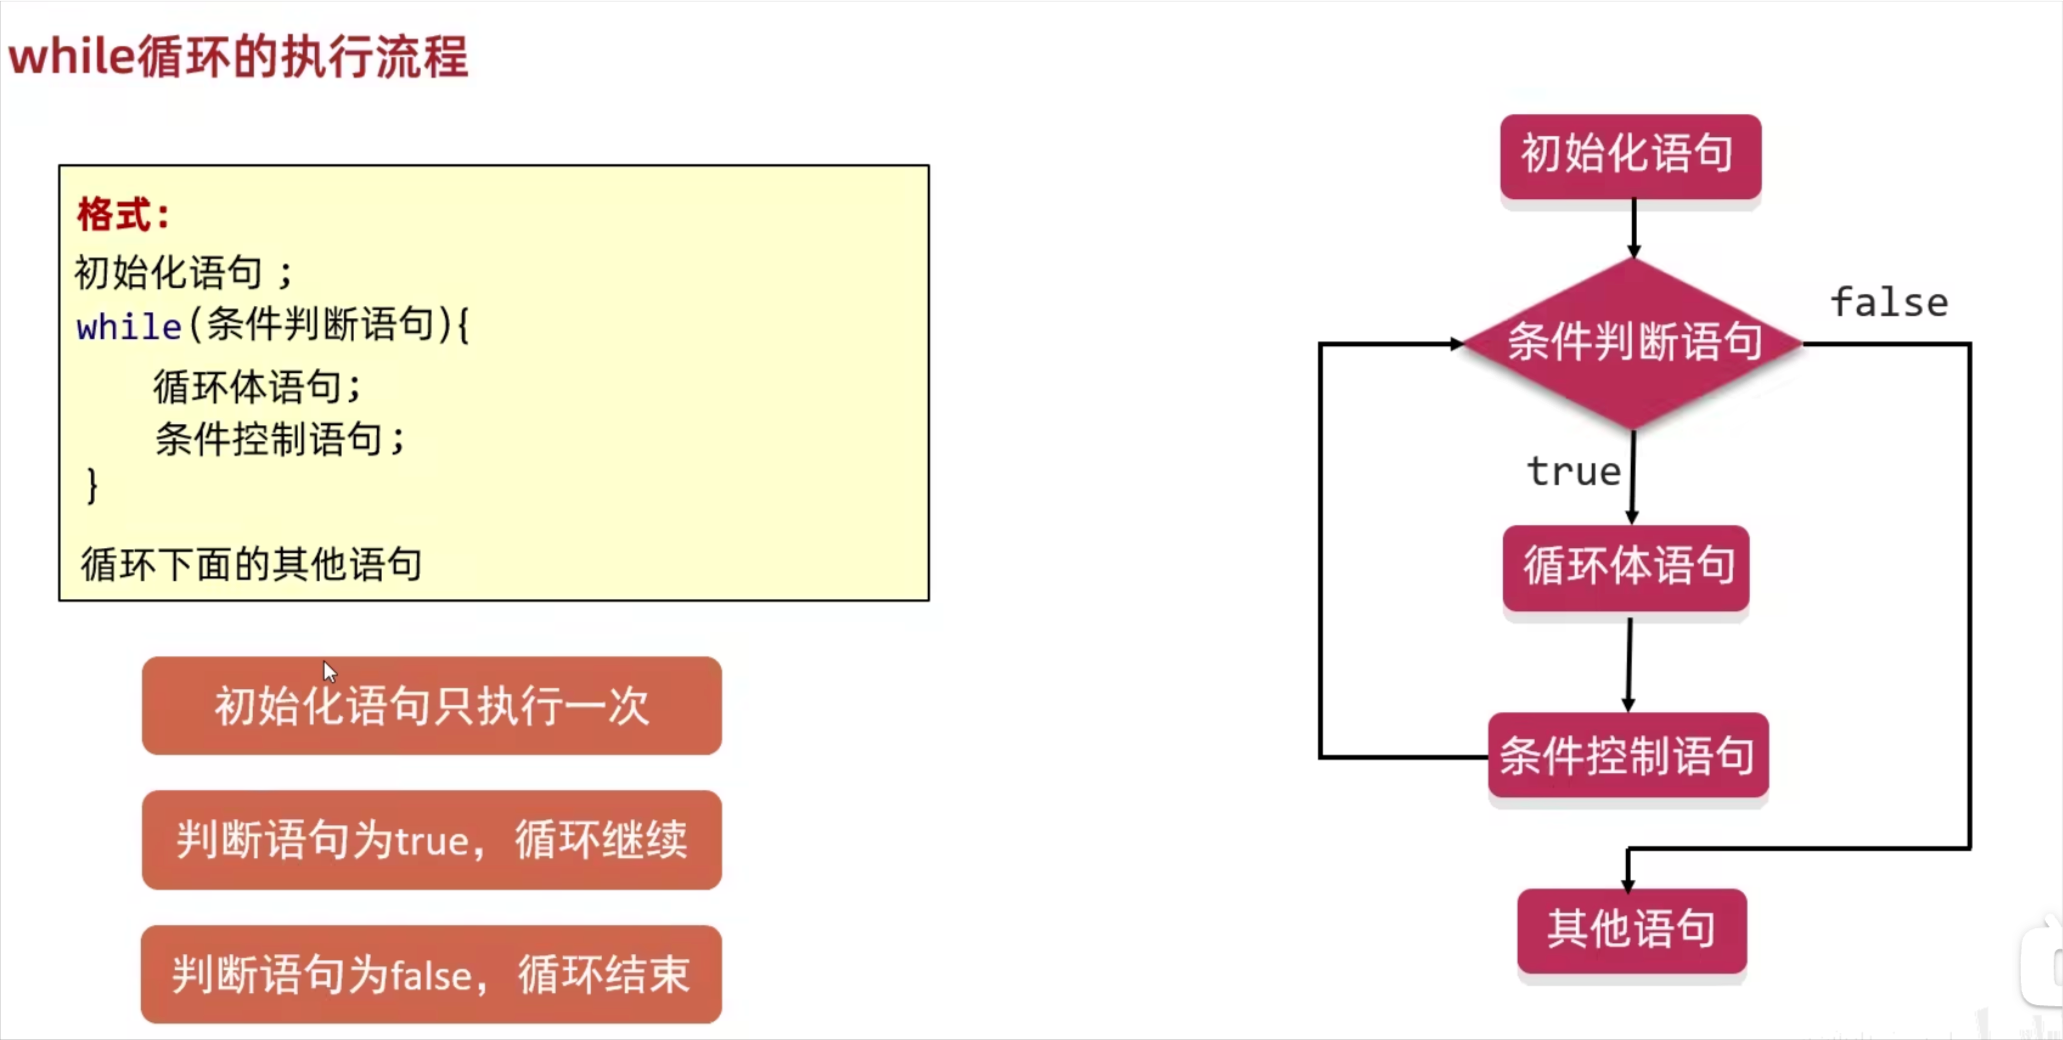 while循环的执行流程
格式：
初始化语句 ;
while(条件判断语句){
循环体语句;
条件控制语句;
}
循环下面的其他语句
初始化语句只执行一次
判断语句为true，循环继续
判断语句为false，循环结束
初始化语句
条件判断语句
false
true
循环体语句
条件控制语句
其他语句